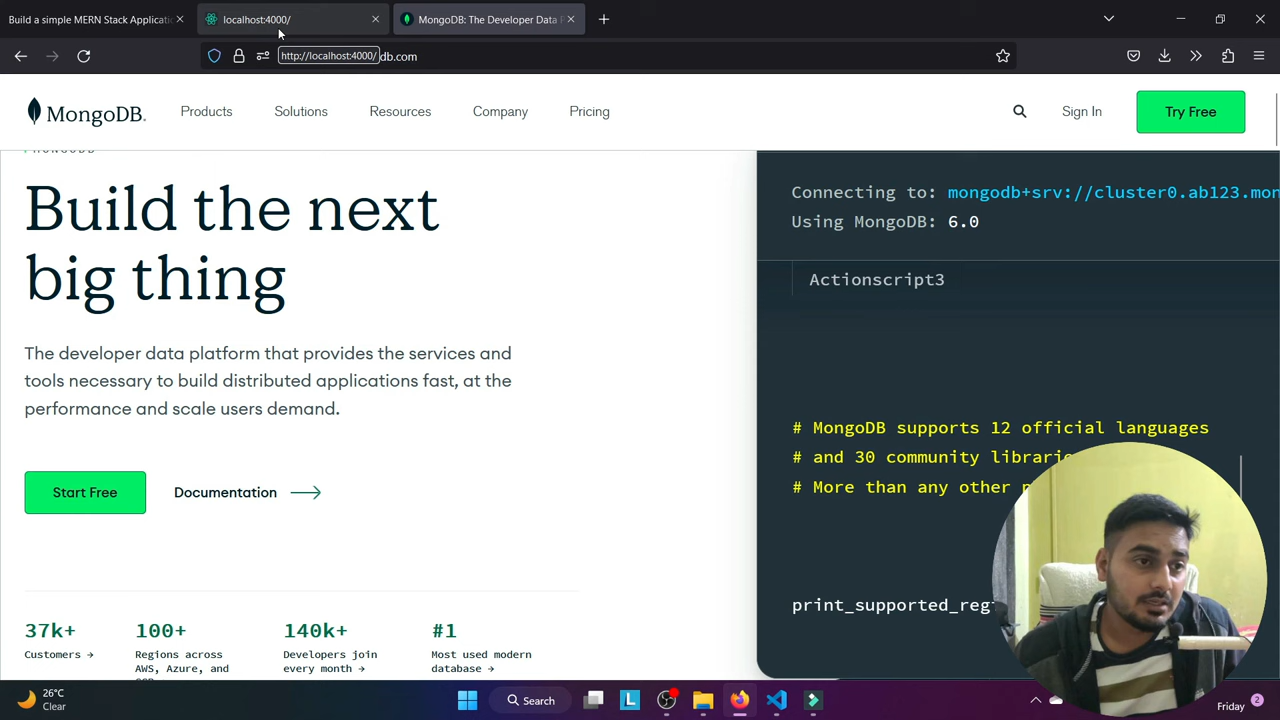 Build a simple MERN Stack Applicati
localhost:4000/
MongoDB: The Developer Data P
http://localhost:4000/
db.com
MongoDB.
Products
Solutions
Resources
Company
Pricing
Sign In
Try Free
MONGODB
Build the next
big thing
The developer data platform that provides the services and
tools necessary to build distributed applications fast, at the
performance and scale users demand.
Start Free
Documentation
37k+
Customers →
100+
Regions across
AWS, Azure, and
140k+
Developers join
every month →
#1
Most used modern
database →
Connecting to: mongodb+srv://cluster0.ab123.mon
Using MongoDB: 6.0
Actionscript3
# MongoDB supports 12 official languages
# and 30 community librari
# More than any other
print_supported_reg
26°C
Clear
Search
L
Friday